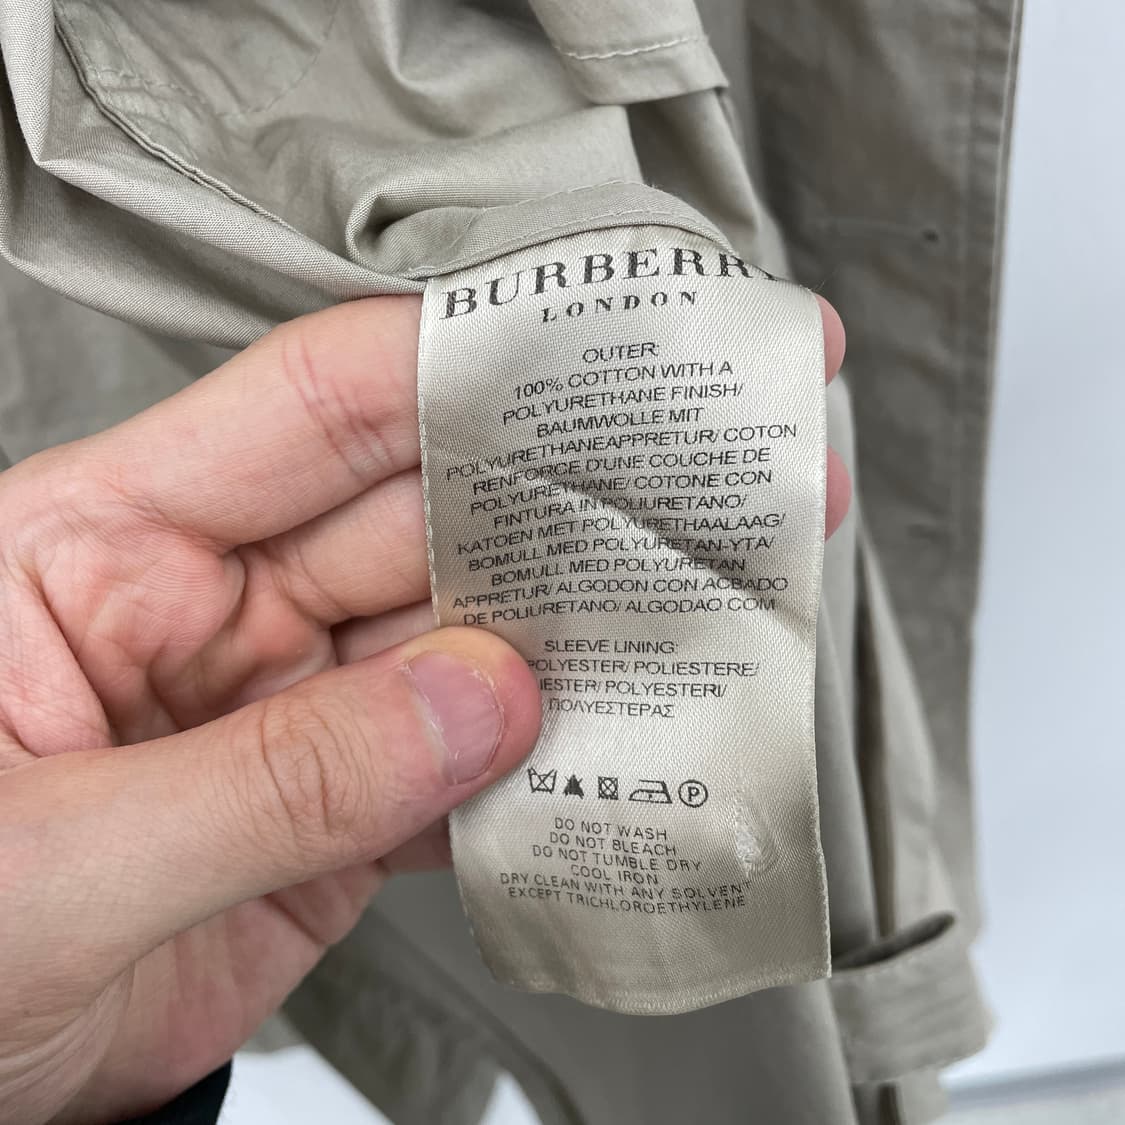 BURBERRY
LONDON
OUTER:
100% COTTON WITH A
POLYURETHANE FINISH/
BAUMWOLLE MIT
POLYURETHANEAPPRETUR/ COTON
RENFORCE D'UNE COUCHE DE
POLYURETHANE/ COTONE CON
FINTURA IN POLIURETANO/
KATOEN MET POLYURETHAALAAG/
BOMULL MED POLYURETAN-YTA/
BOMULL MED POLYURETAN
APPRETUR/ ALGODON CON ACBADO
DE POLIURETANO/ ALGODAO COM
SLEEVE LINING:
POLYESTER/ POLIESTERE/
POLYESTERI/
ΠΟΛΥΕΣΤΕΡΑΣ
P
DO NOT WASH
DO NOT BLEACH
DO NOT TUMBLE DRY
COOL IRON
DRY CLEAN WITH ANY SOLVENT
EXCEPT TRICHLOROETHYLENE